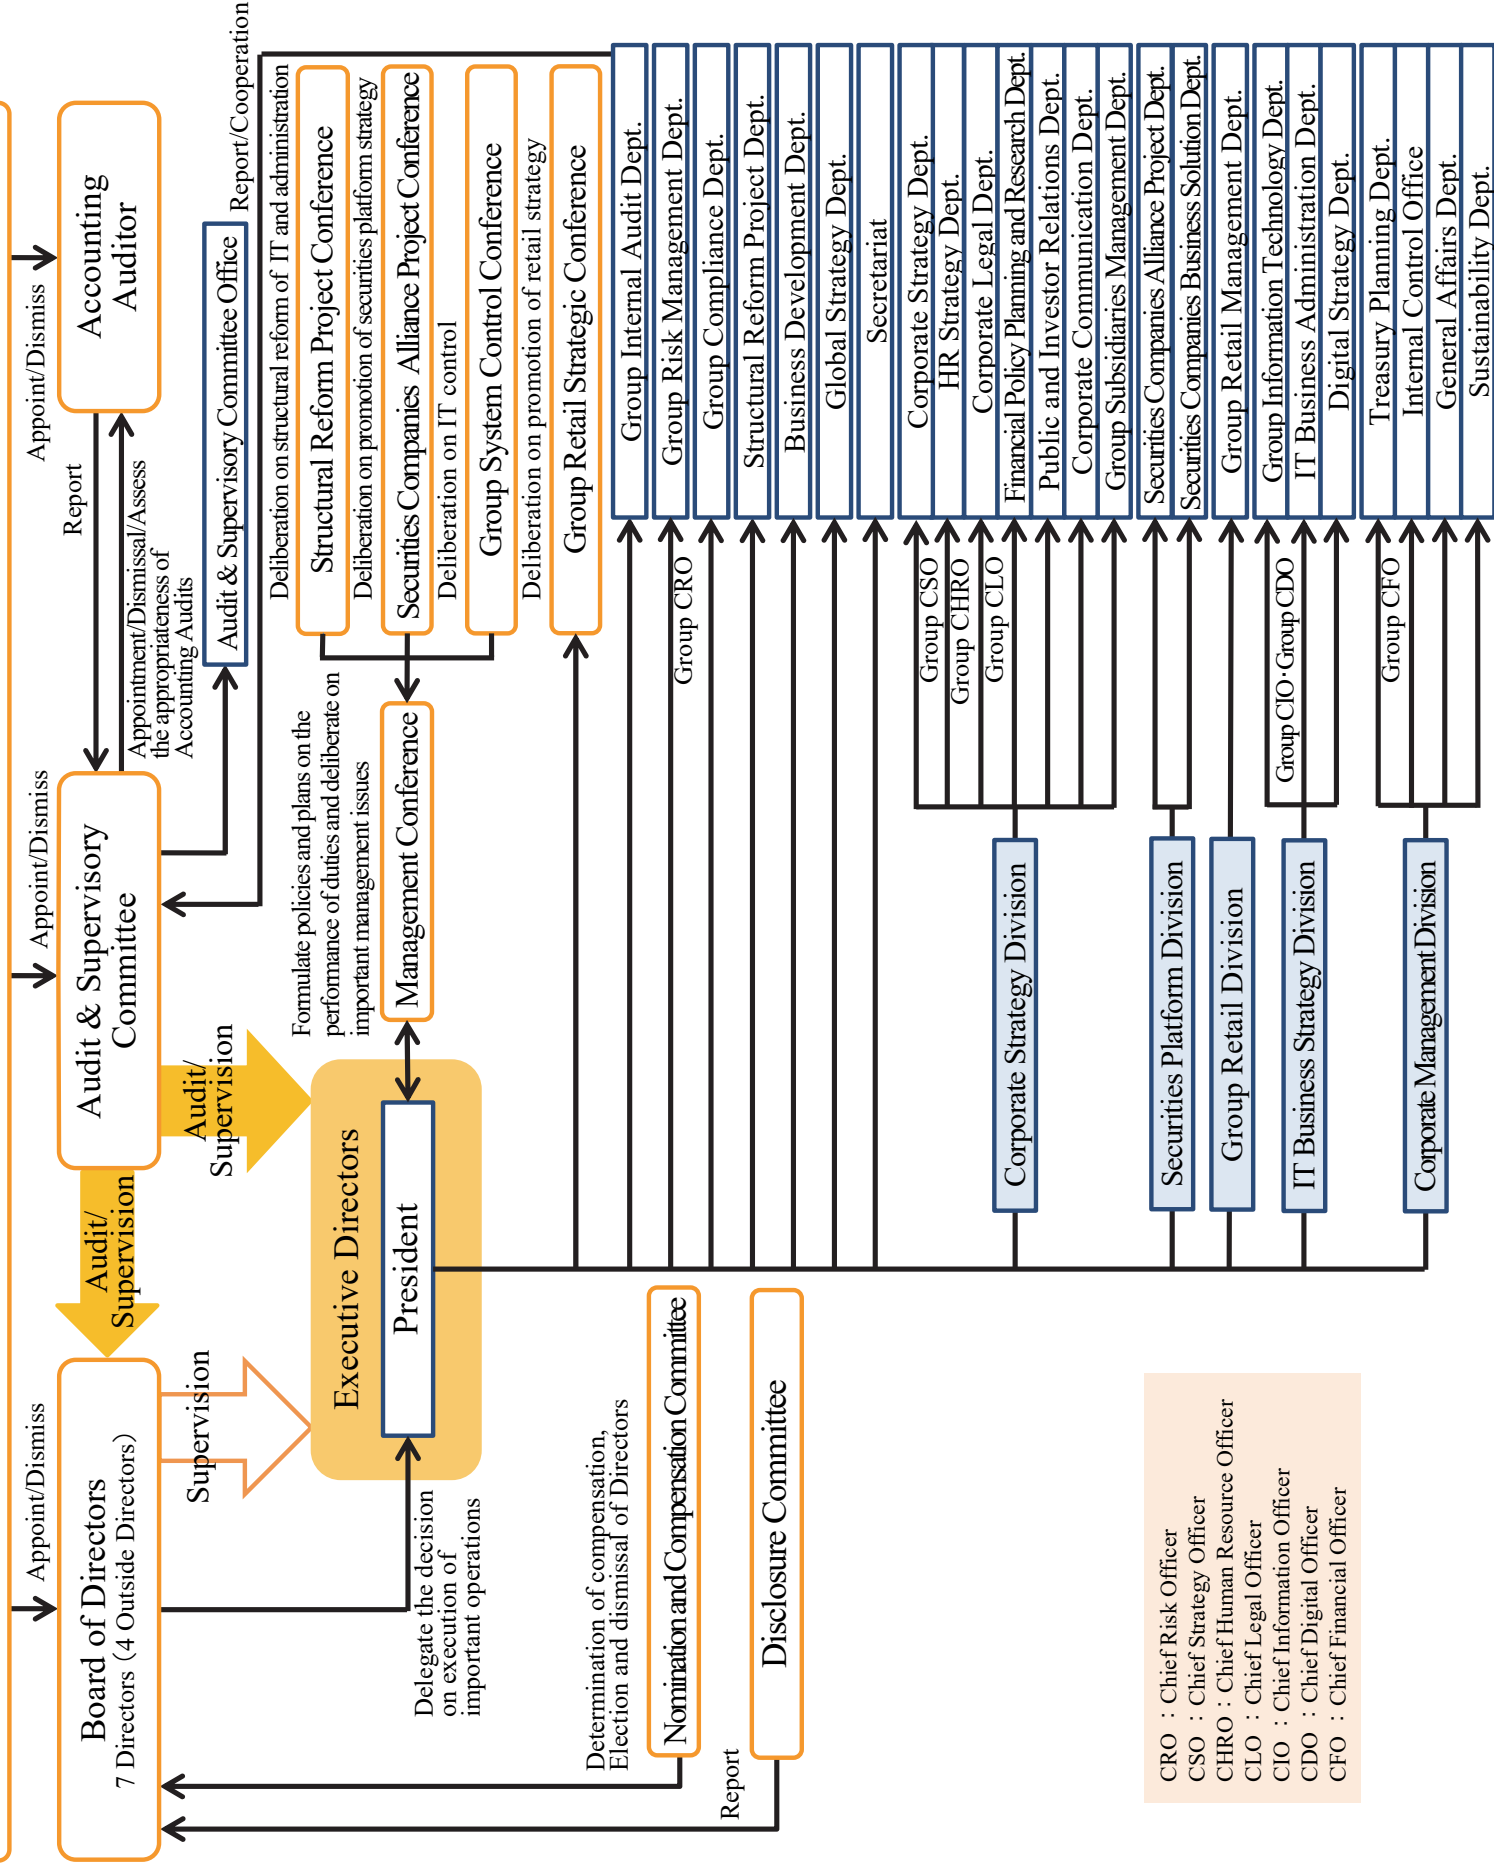 Appoint/Dismiss
Appoint/Dismiss
Appoint/Dismiss
Board of Directors
7 Directors（4 Outside Directors）
Audit/
Supervision
Audit & Supervisory
Committee
Report
Appointment/Dismissal/Assess
the appropriateness of
Accounting Audits
Accounting
Auditor
Supervision
Audit/
Supervision
Audit & Supervisory Committee Office
Report/Cooperation
Delegate the decision
on execution of
important operations
Executive Directors
President
Formulate policies and plans on the
performance of duties and deliberate on
important management issues
Management Conference
Deliberation on structural reform of IT and administration
Structural Reform Project Conference
Deliberation on promotion of securities platform strategy
Securities Companies Alliance Project Conference
Deliberation on IT control
Group System Control Conference
Deliberation on promotion of retail strategy
Group Retail Strategic Conference
Determination of compensation,
Election and dismissal of Directors
Nomination and Compensation Committee
Report
Disclosure Committee
Group Internal Audit Dept.
Group CRO
Group Risk Management Dept.
Group Compliance Dept.
Structural Reform Project Dept.
Business Development Dept.
Global Strategy Dept.
Secretariat
Corporate Strategy Division
Group CSO
Corporate Strategy Dept.
Group CHRO
HR Strategy Dept.
Group CLO
Corporate Legal Dept.
Financial Policy Planning and Research Dept.
Public and Investor Relations Dept.
Corporate Communication Dept.
Group Subsidiaries Management Dept.
Securities Platform Division
Securities Companies Alliance Project Dept.
Securities Companies Business Solution Dept.
Group Retail Division
Group Retail Management Dept.
IT Business Strategy Division
Group CIO・Group CDO
Group Information Technology Dept.
IT Business Administration Dept.
Digital Strategy Dept.
Corporate Management Division
Group CFO
Treasury Planning Dept.
Internal Control Office
General Affairs Dept.
Sustainability Dept.
CRO ：Chief Risk Officer
CSO ：Chief Strategy Officer
CHRO：Chief Human Resource Officer
CLO ：Chief Legal Officer
CIO ：Chief Information Officer
CDO ：Chief Digital Officer
CFO ：Chief Financial Officer